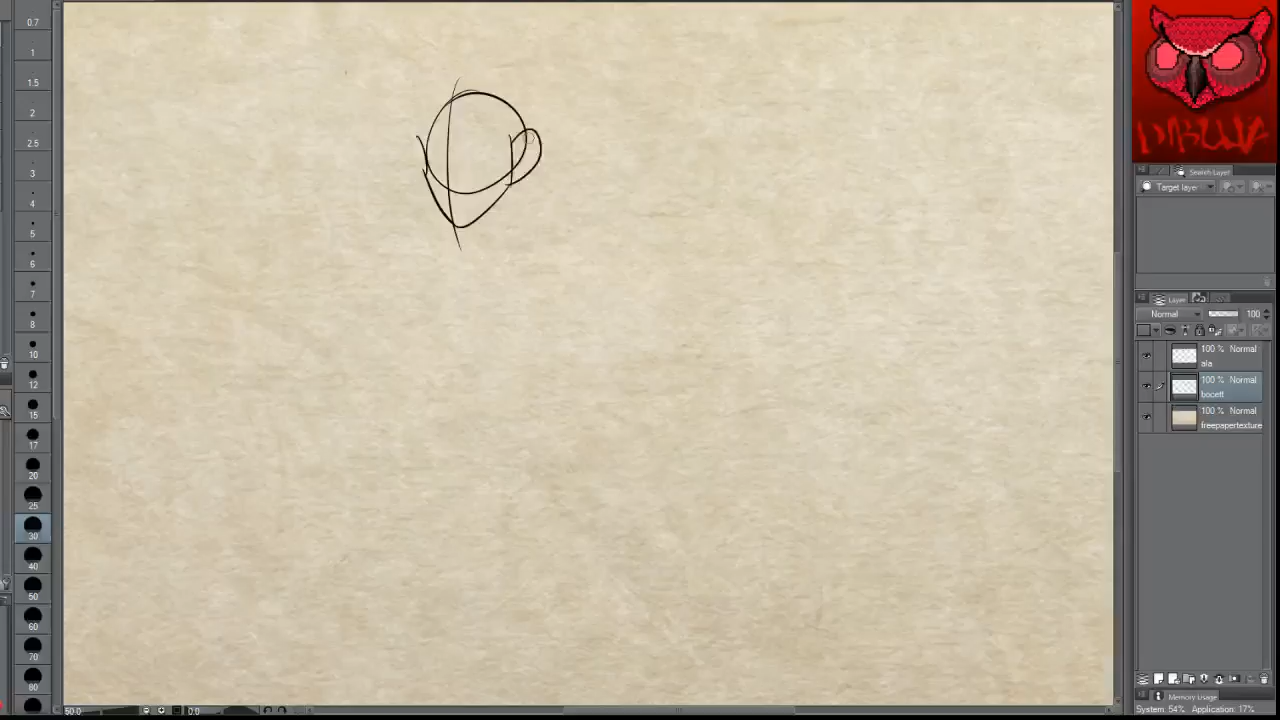 0.7
1
1.5
2
2.5
3
4
5
6
7
8
10
12
15
17
20
25
30
40
50
60
70
80
50.0
0.0
Search Layer
Target layer
Layer
Normal 100
100 % Normal
ala
100 % Normal
bocett
100 % Normal
freepapertexture
Memory Usage
System: 54% Application: 17%